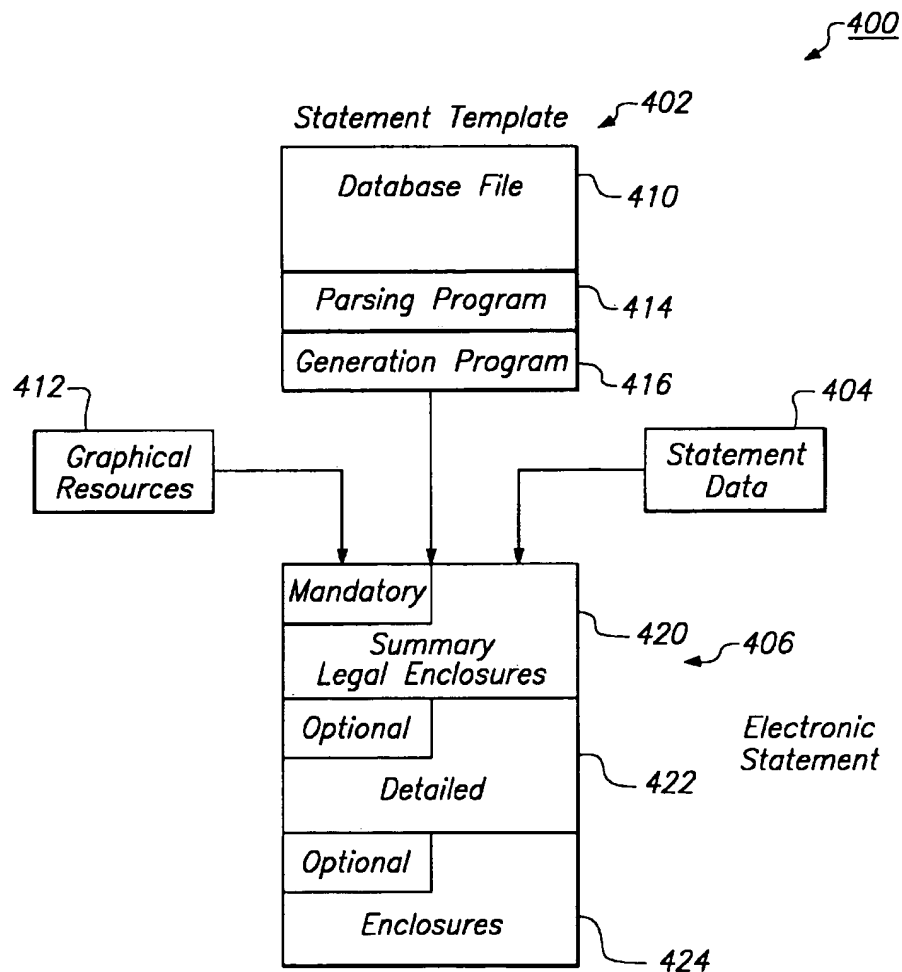 400
Statement Template
402
Database File
410
Parsing Program
414
Generation Program
416
412
404
Graphical
Resources
Statement
Data
Mandatory
420
Summary
Legal Enclosures
406
Optional
Electronic
Statement
422
Detailed
Optional
Enclosures
424